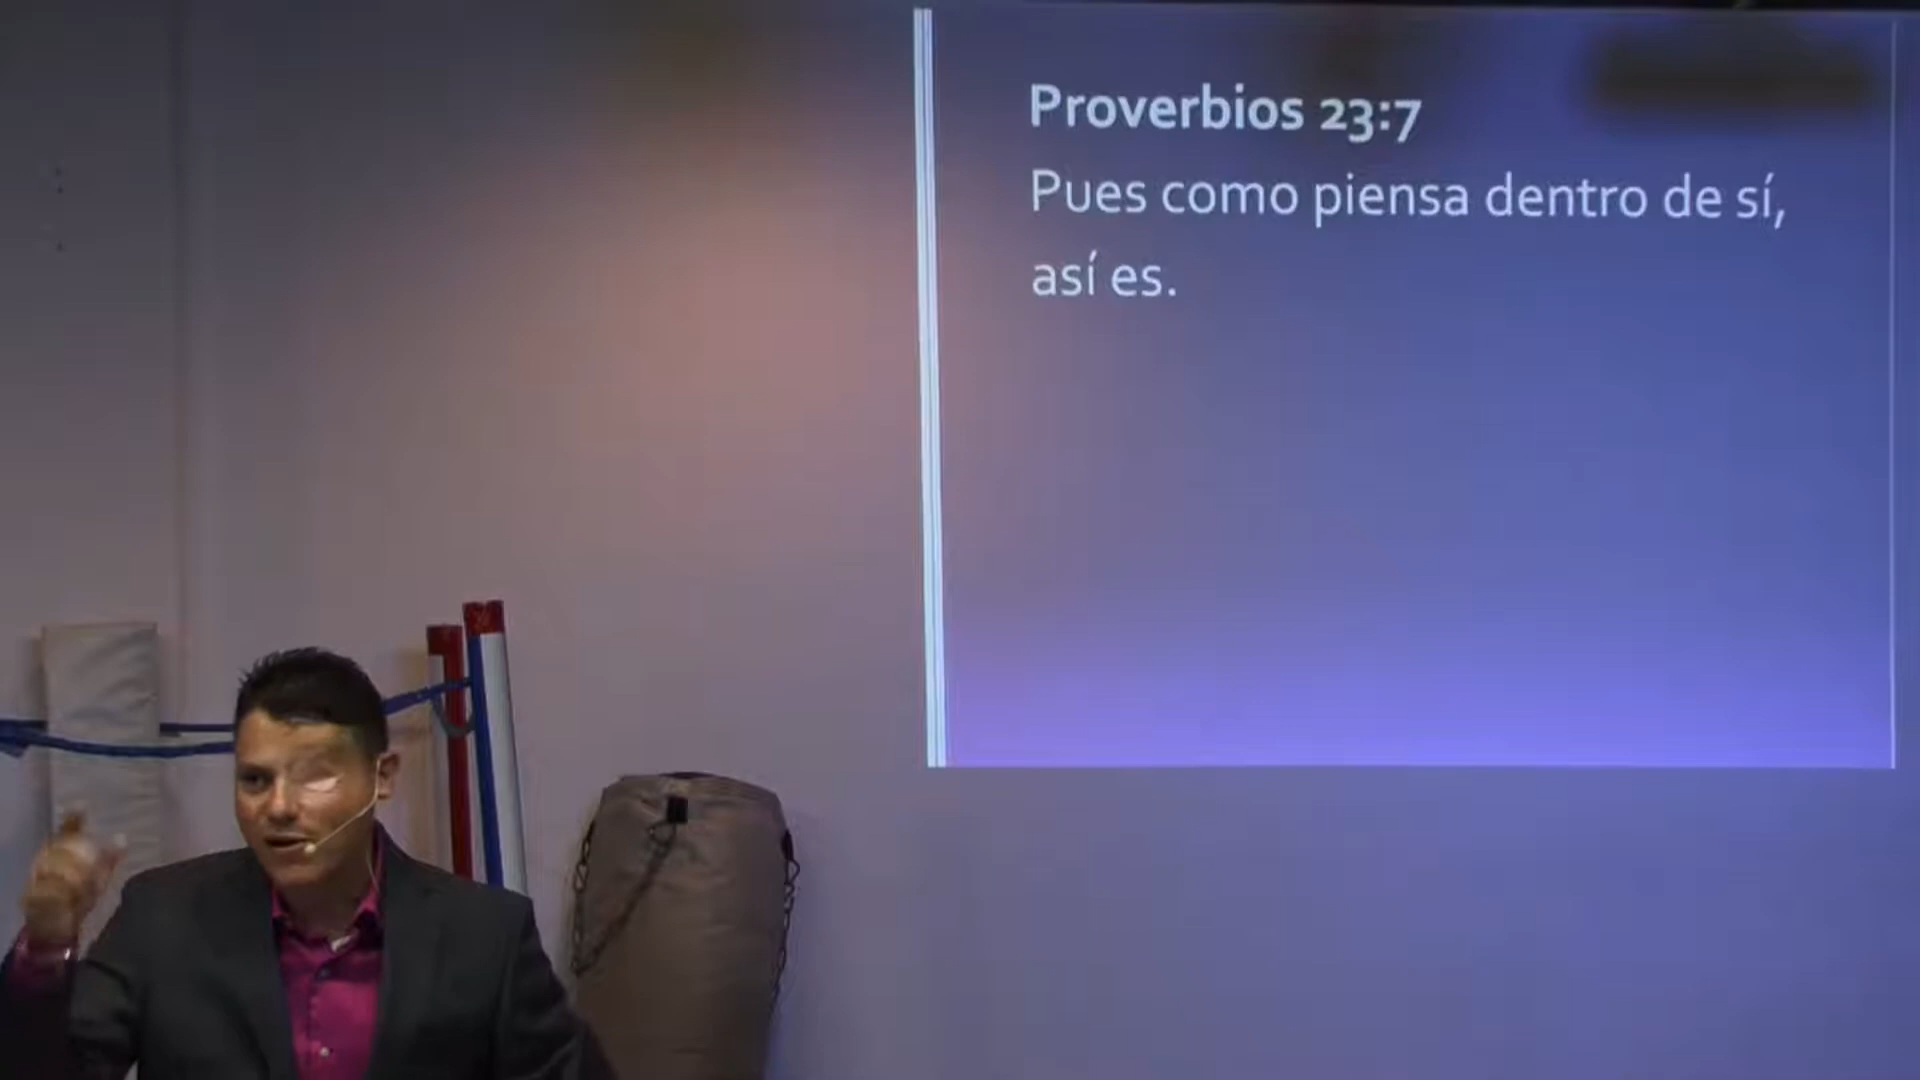 Proverbios 23:7
Pues como piensa dentro de sí,
así es.